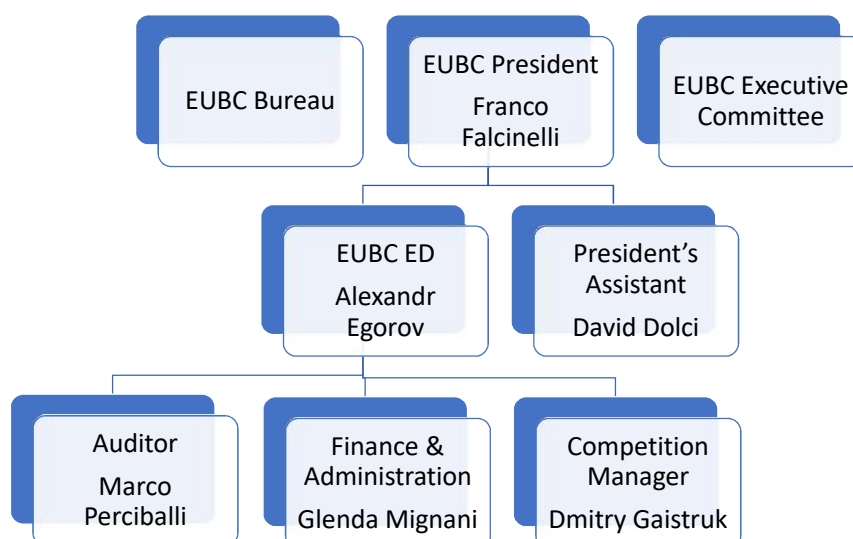 EUBC Bureau
EUBC President
Franco
Falcinelli
EUBC Executive
Committee
EUBC ED
Alexandr
Egorov
President’s
Assistant
David Dolci
Auditor
Marco
Perciballi
Finance &
Administration
Glenda Mignani
Competition
Manager
Dmitry Gaistruk